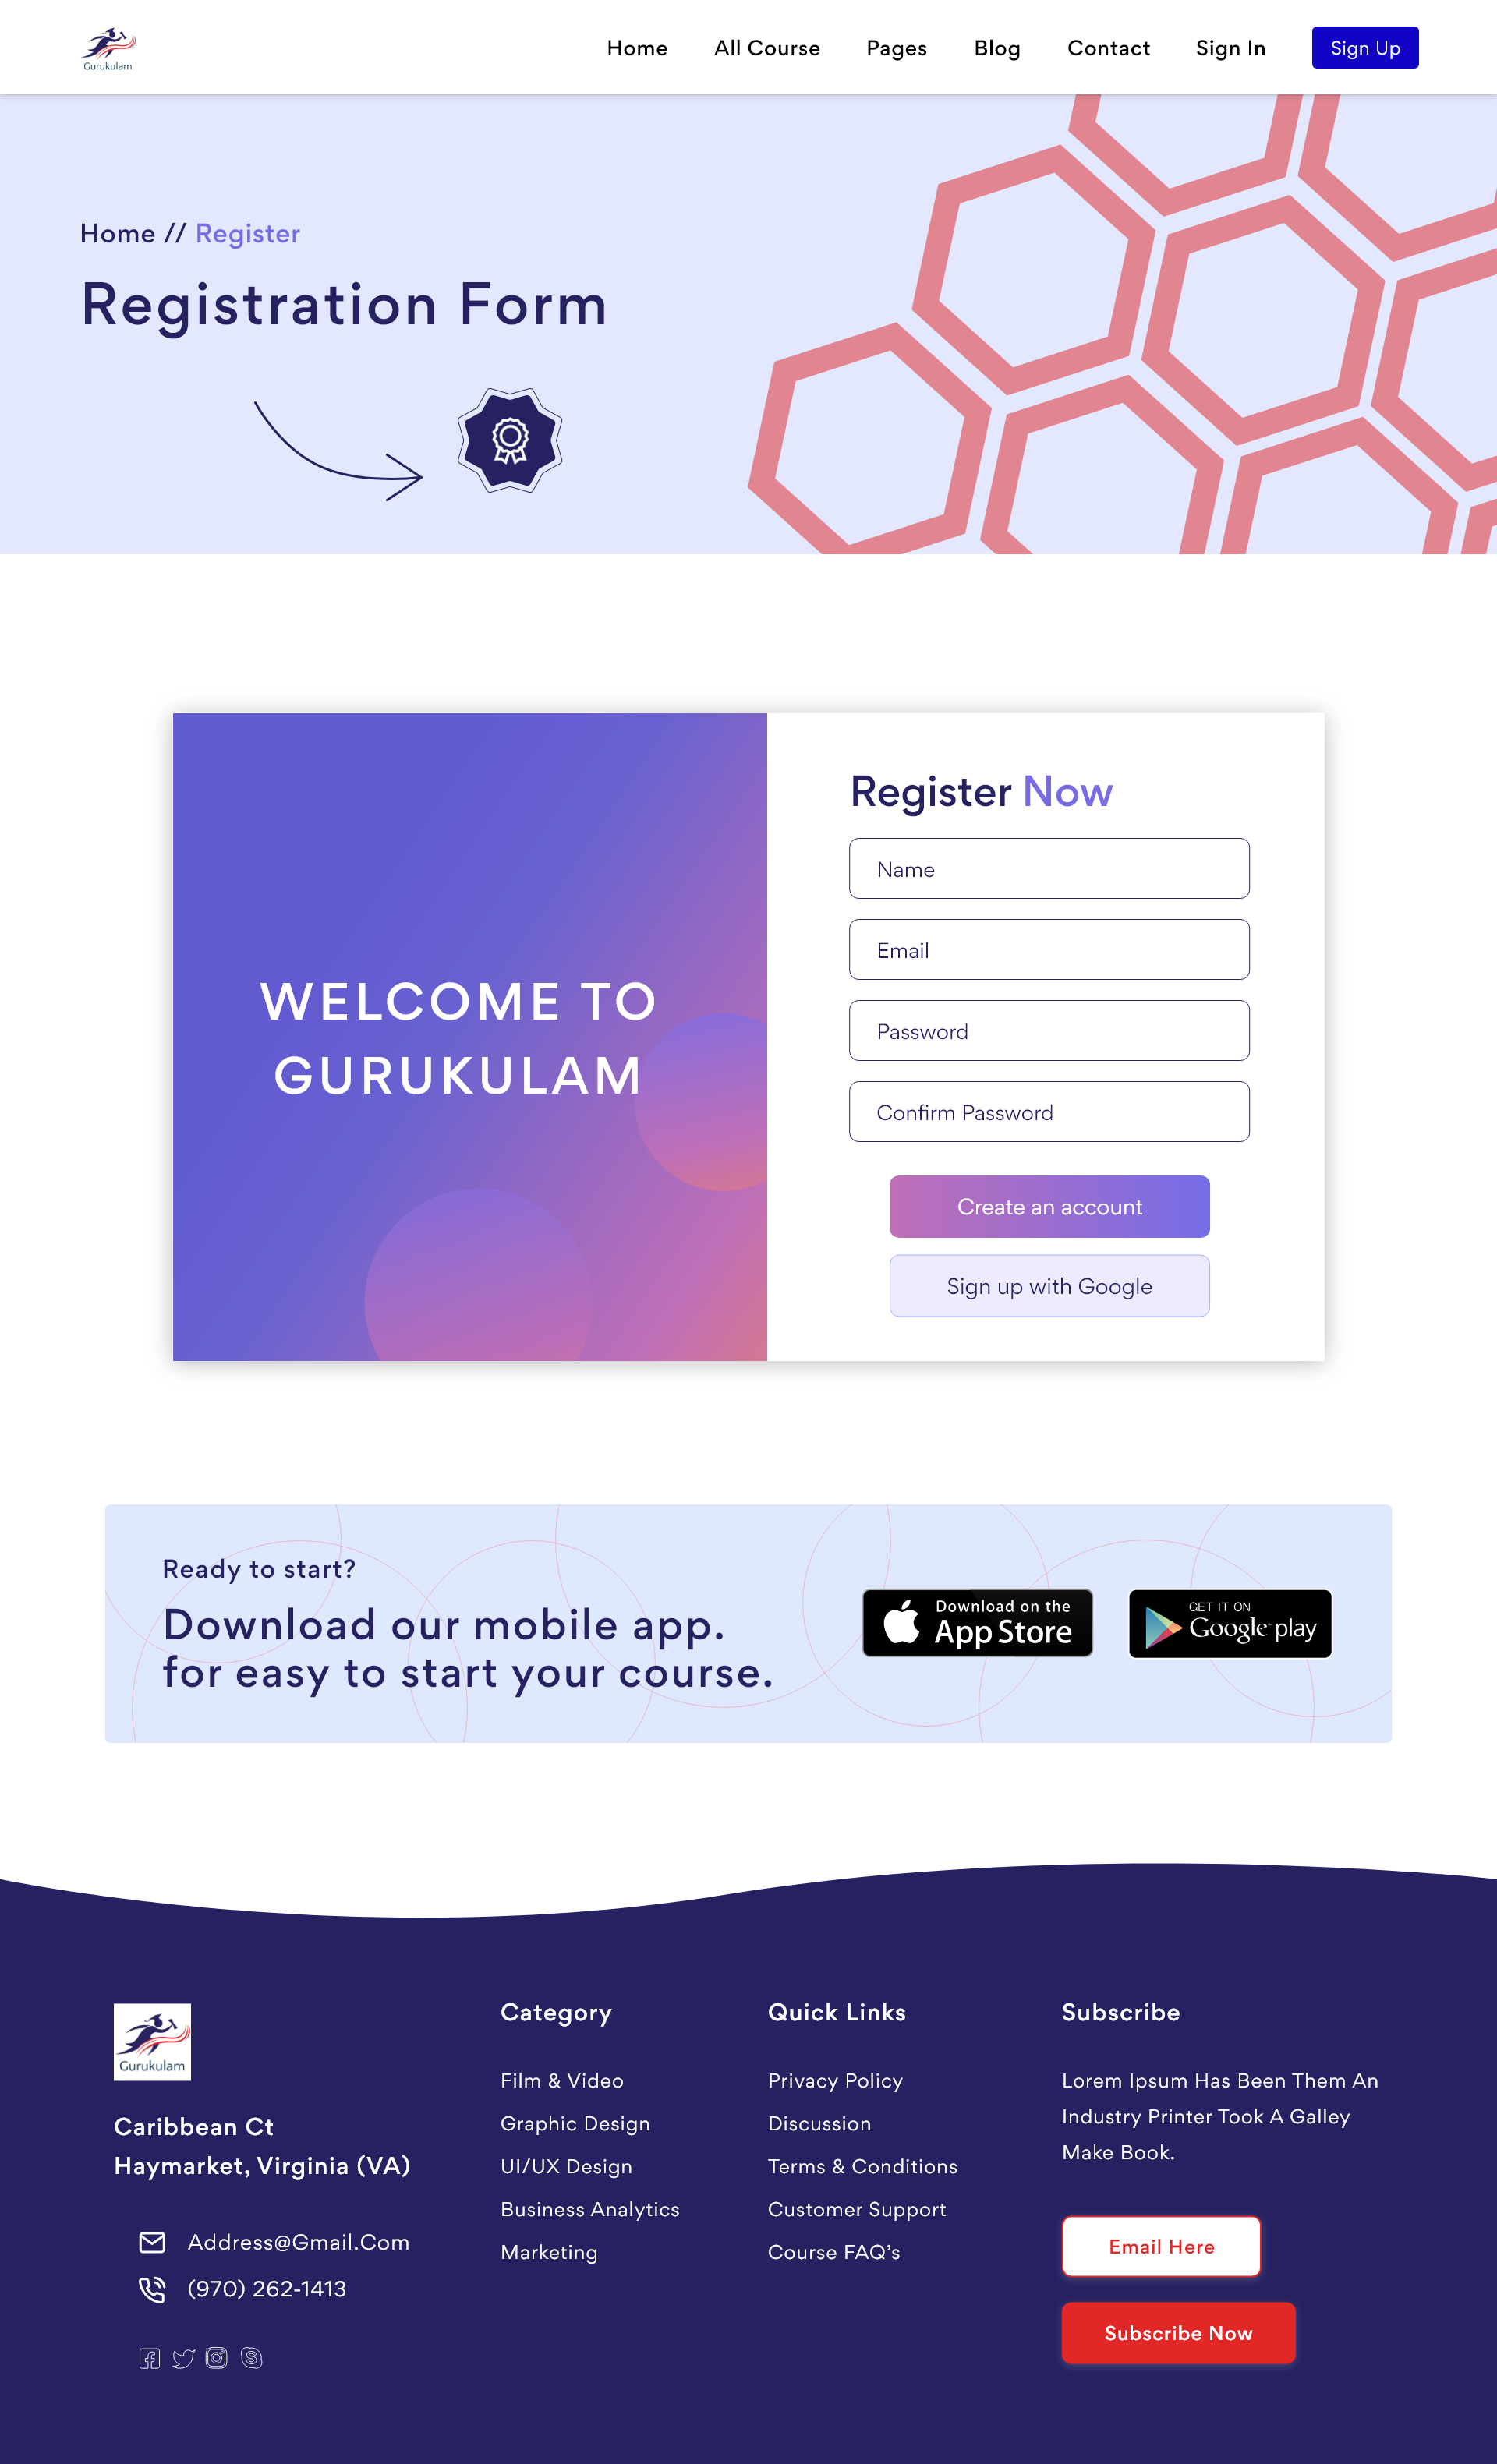 Gurukulam
Home
All Course
Pages
Blog
Contact
Sign In
Sign Up
Home // Register
Registration Form
WELCOME TO
GURUKULAM
Register Now
Name
Email
Password
Confirm Password
Create an account
Sign up with Google
Ready to start?
Download our mobile app.
for easy to start your course.
Download on the
App Store
GET IT ON
Google play
Gurukulam
Caribbean Ct
Haymarket, Virginia (VA)
Address@Gmail.Com
(970) 262-1413
Category
Film & Video
Graphic Design
UI/UX Design
Business Analytics
Marketing
Quick Links
Privacy Policy
Discussion
Terms & Conditions
Customer Support
Course FAQ’s
Subscribe
Lorem Ipsum Has Been Them An
Industry Printer Took A Galley
Make Book.
Email Here
Subscribe Now